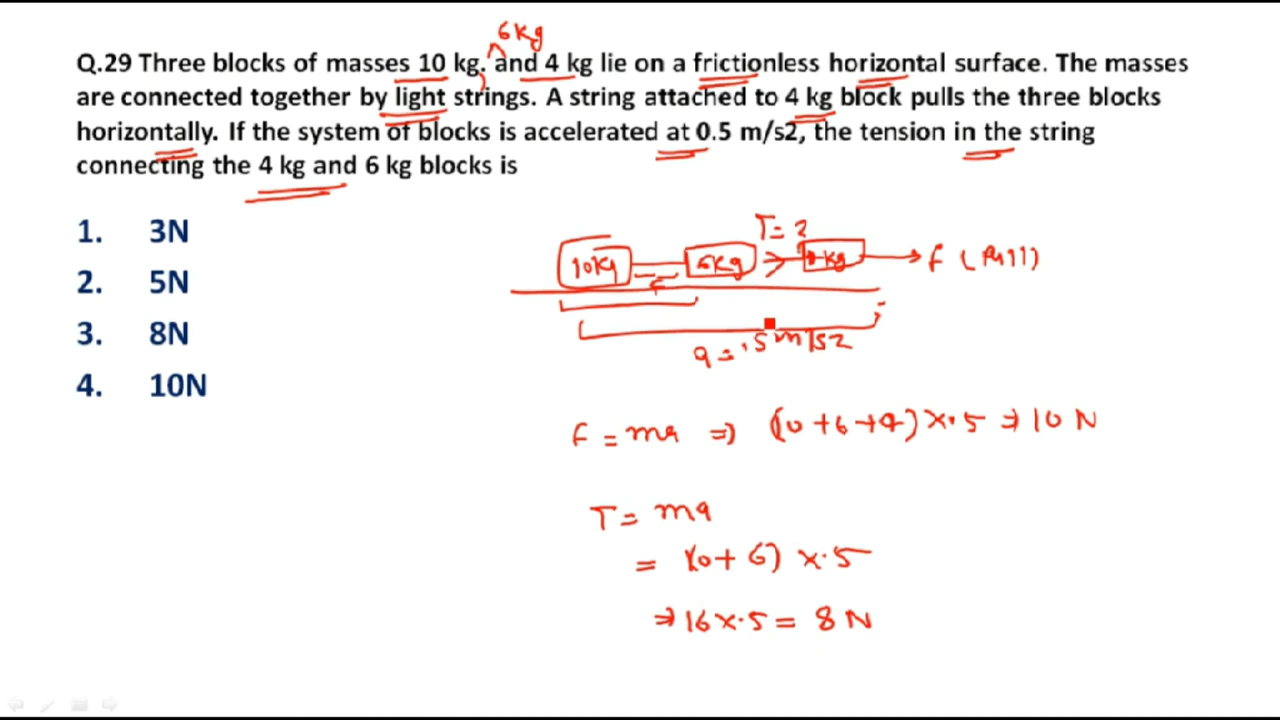 6kg
Q.29 Three blocks of masses 10 kg. and 4 kg lie on a frictionless horizontal surface. The masses
are connected together by light strings. A string attached to 4 kg block pulls the three blocks
horizontally. If the system of blocks is accelerated at 0.5 m/s2, the tension in the string
connecting the 4 kg and 6 kg blocks is
1. 3N
2. 5N
3. 8N
4. 10N
T = ?
10kg 6kg 4kg F (Pull)
a = .5 m/s2
F = ma ⇒ (10+6+4) x .5 ⇒ 10 N
T = ma
= (10+6) x .5
⇒ 16 x .5 = 8 N